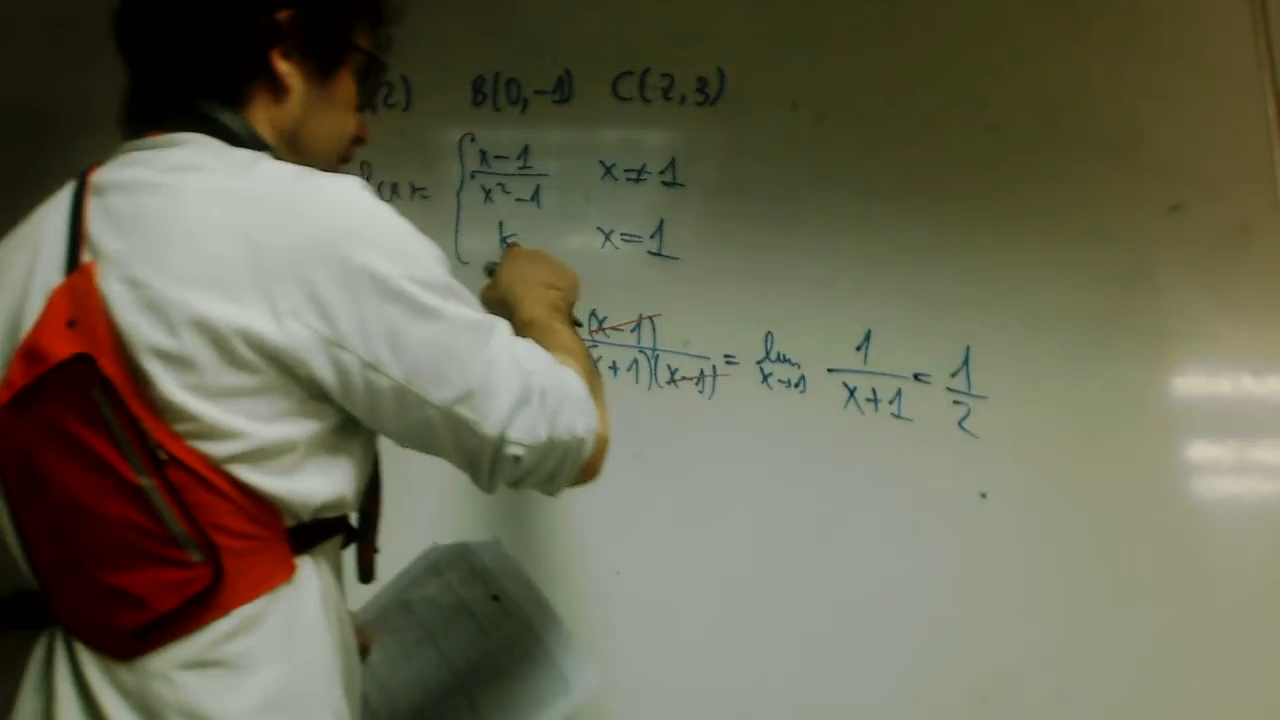 2) B(0,-1) C(-2,3)
x-1 x≠1
x²-1
k x=1
(x-1) = lim 1 = 1
(x+1)(x-1) x→1 x+1 2